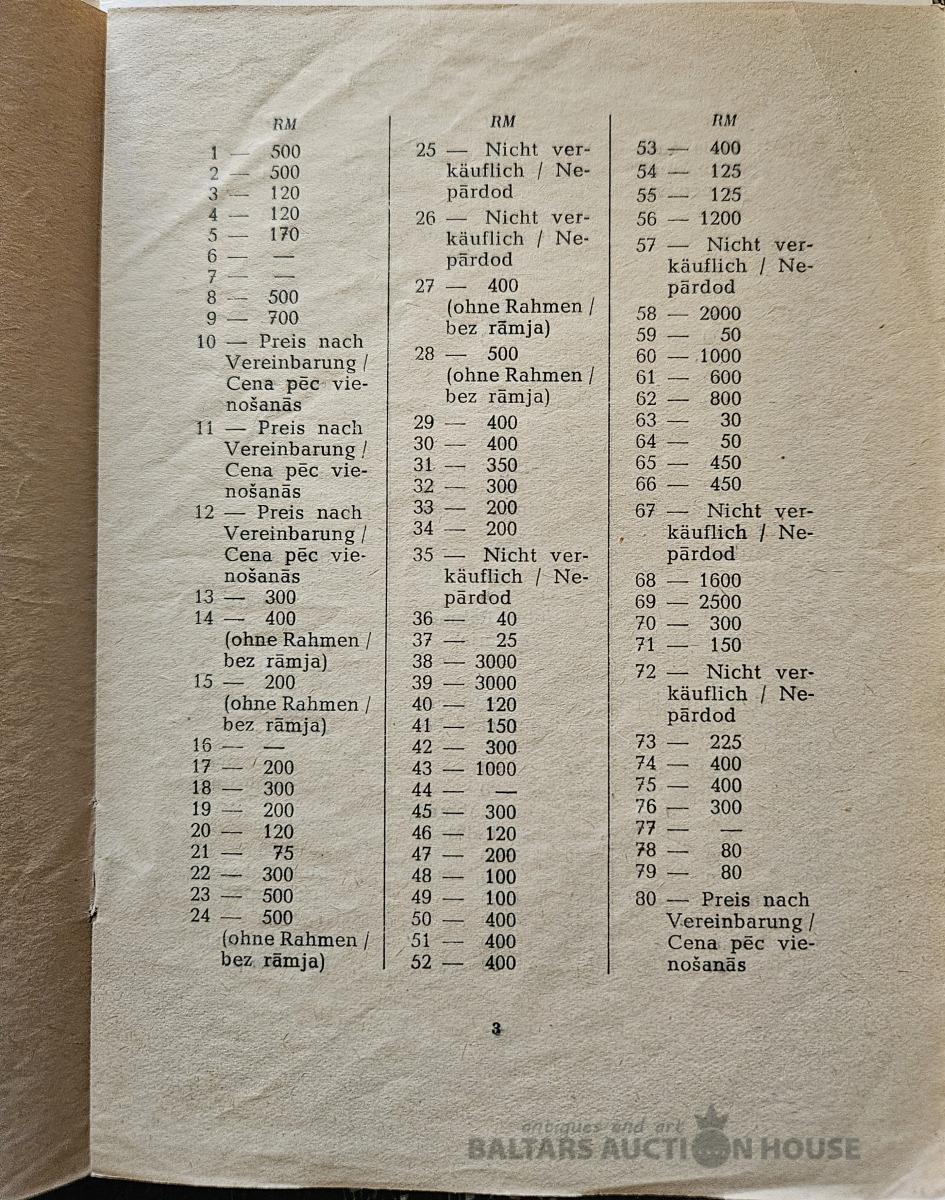 RM
1 — 500
2 — 500
3 — 120
4 — 120
5 — 170
6 — —
7 — —
8 — 500
9 — 700
10 — Preis nach
Vereinbarung /
Cena pēc vie-
nošanās
11 — Preis nach
Vereinbarung /
Cena pēc vie-
nošanās
12 — Preis nach
Vereinbarung /
Cena pēc vie-
nošanās
13 — 300
14 — 400
(ohne Rahmen /
bez rāmja)
15 — 200
(ohne Rahmen /
bez rāmja)
16 — —
17 — 200
18 — 300
19 — 200
20 — 120
21 — 75
22 — 300
23 — 500
24 — 500
(ohne Rahmen /
bez rāmja)
RM
25 — Nicht ver-
käuflich / Ne-
pārdod
26 — Nicht ver-
käuflich / Ne-
pārdod
27 — 400
(ohne Rahmen /
bez rāmja)
28 — 500
(ohne Rahmen /
bez rāmja)
29 — 400
30 — 400
31 — 350
32 — 300
33 — 200
34 — 200
35 — Nicht ver-
käuflich / Ne-
pārdod
36 — 40
37 — 25
38 — 3000
39 — 3000
40 — 120
41 — 150
42 — 300
43 — 1000
44 — —
45 — 300
46 — 120
47 — 200
48 — 100
49 — 100
50 — 400
51 — 400
52 — 400
RM
53 — 400
54 — 125
55 — 125
56 — 1200
57 — Nicht ver-
käuflich / Ne-
pārdod
58 — 2000
59 — 50
60 — 1000
61 — 600
62 — 800
63 — 30
64 — 50
65 — 450
66 — 450
67 — Nicht ver-
käuflich / Ne-
pārdod
68 — 1600
69 — 2500
70 — 300
71 — 150
72 — Nicht ver-
käuflich / Ne-
pārdod
73 — 225
74 — 400
75 — 400
76 — 300
77 — —
78 — 80
79 — 80
80 — Preis nach
Vereinbarung /
Cena pēc vie-
nošanās
3
antiques and art
BALTARS AUCTION HOUSE